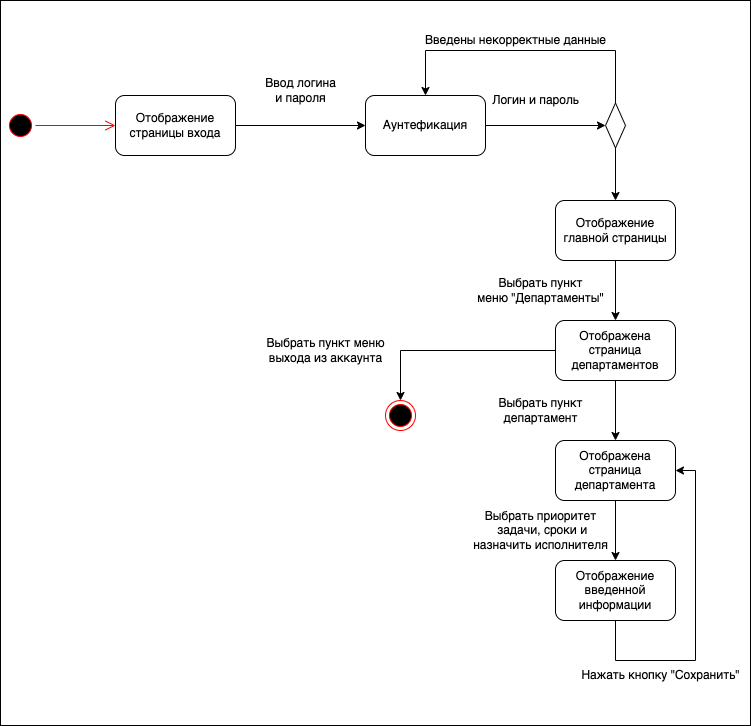 Введены некорректные данные
Ввод логина
и пароля
Логин и пароль
Отображение
страницы входа
Аунтефикация
Отображение
главной страницы
Выбрать пункт
меню "Департаменты"
Отображена
страница
департаментов
Выбрать пункт меню
выхода из аккаунта
Выбрать пункт
департамент
Отображена
страница
департамента
Выбрать приоритет
задачи, сроки и
назначить исполнителя
Отображение
введенной
информации
Нажать кнопку "Сохранить"